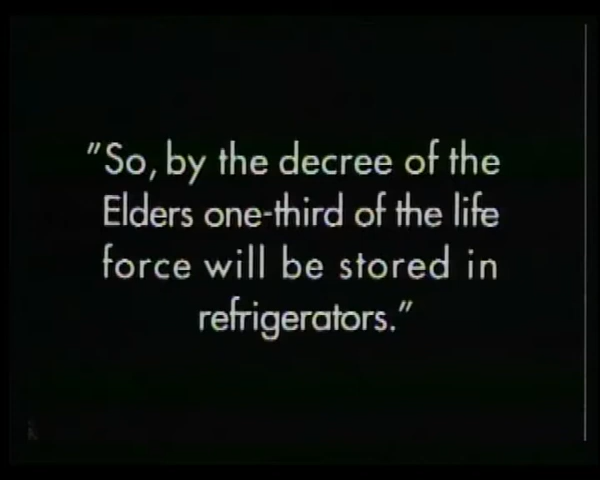 "So, by the decree of the
Elders one-third of the life
force will be stored in
refrigerators."